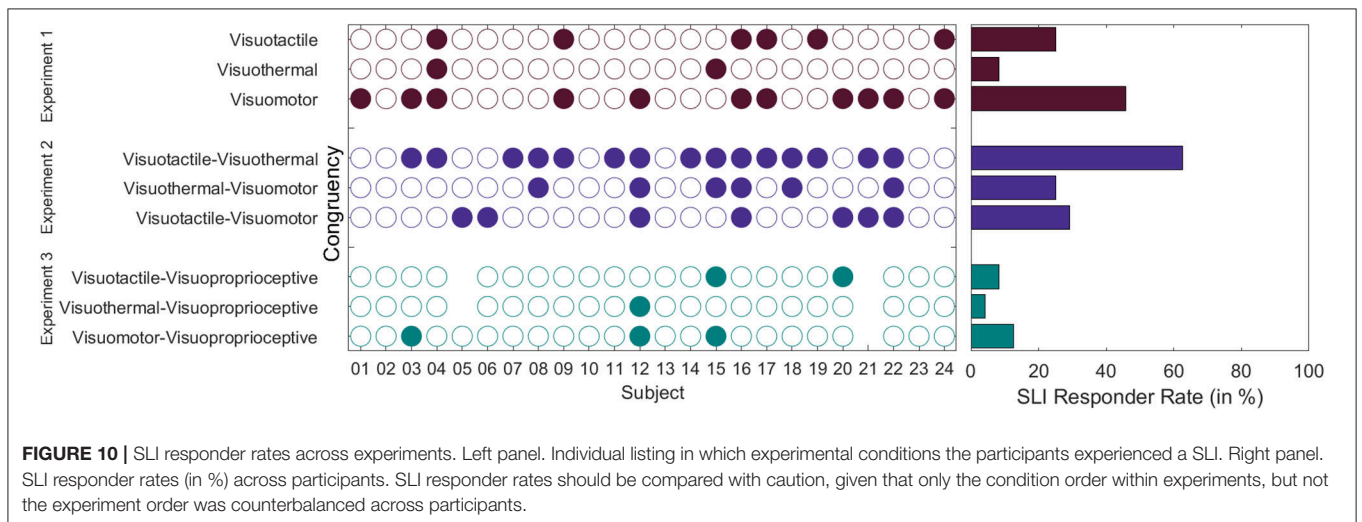 Experiment 1
Visuotactile
Visuothermal
Visuomotor
Experiment 2
Visuotactile-Visuothermal
Visuothermal-Visuomotor
Visuotactile-Visuomotor
Experiment 3
Visuotactile-Visuoproprioceptive
Visuothermal-Visuoproprioceptive
Visuomotor-Visuoproprioceptive
Congruency
01 02 03 04 05 06 07 08 09 10 11 12 13 14 15 16 17 18 19 20 21 22 23 24
Subject
0 20 40 60 80 100
SLI Responder Rate (in %)
FIGURE 10 | SLI responder rates across experiments. Left panel. Individual listing in which experimental conditions the participants experienced a SLI. Right panel.
SLI responder rates (in %) across participants. SLI responder rates should be compared with caution, given that only the condition order within experiments, but not
the experiment order was counterbalanced across participants.